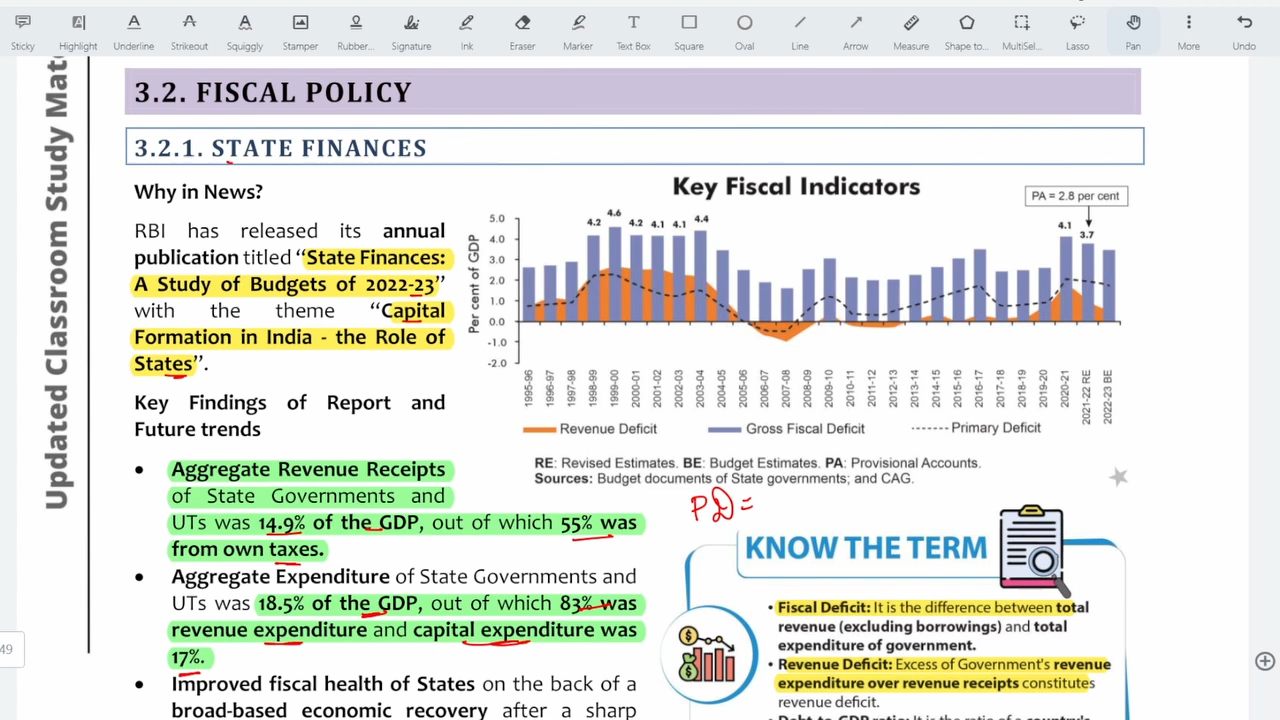 Sticky Highlight Underline Strikeout Squiggly Stamper Rubber... Signature Ink Eraser Marker Text Box Square Oval Line Arrow Measure Shape to... MultiSel... Lasso Pan More Undo
Updated Classroom Study Mat
49
3.2. FISCAL POLICY
3.2.1. STATE FINANCES
Why in News?
RBI has released its annual
publication titled “State Finances:
A Study of Budgets of 2022-23”
with the theme “Capital
Formation in India - the Role of
States”.
Key Findings of Report and
Future trends
• Aggregate Revenue Receipts
of State Governments and
UTs was 14.9% of the GDP, out of which 55% was
from own taxes.
• Aggregate Expenditure of State Governments and
UTs was 18.5% of the GDP, out of which 83% was
revenue expenditure and capital expenditure was
17%.
• Improved fiscal health of States on the back of a
broad-based economic recovery after a sharp
Key Fiscal Indicators
PA = 2.8 per cent
Per cent of GDP
5.0
4.0
3.0
2.0
1.0
0.0
-1.0
-2.0
4.2 4.6 4.2 4.1 4.1 4.4 4.1 3.7
1995-96 1996-97 1997-98 1998-99 1999-00 2000-01 2001-02 2002-03 2003-04 2004-05 2005-06 2006-07 2007-08 2008-09 2009-10 2010-11 2011-12 2012-13 2013-14 2014-15 2015-16 2016-17 2017-18 2018-19 2019-20 2020-21 2021-22 RE 2022-23 BE
Revenue Deficit Gross Fiscal Deficit Primary Deficit
RE: Revised Estimates. BE: Budget Estimates. PA: Provisional Accounts.
Sources: Budget documents of State governments; and CAG.
PD =
KNOW THE TERM
• Fiscal Deficit: It is the difference between total
revenue (excluding borrowings) and total
expenditure of government.
• Revenue Deficit: Excess of Government's revenue
expenditure over revenue receipts constitutes
revenue deficit.
• Debt-to-GDP ratio: It is the ratio of a country's